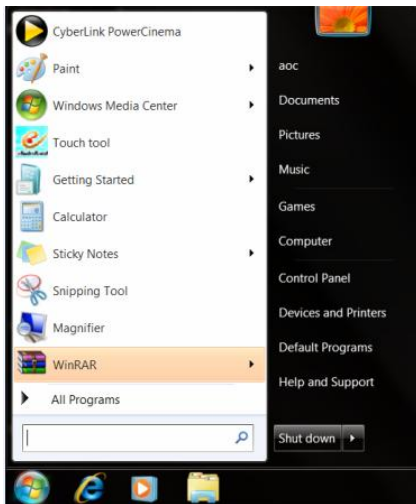 CyberLink PowerCinema
Paint
Windows Media Center
Touch tool
Getting Started
Calculator
Sticky Notes
Snipping Tool
Magnifier
WinRAR
All Programs
aoc
Documents
Pictures
Music
Games
Computer
Control Panel
Devices and Printers
Default Programs
Help and Support
Shut down